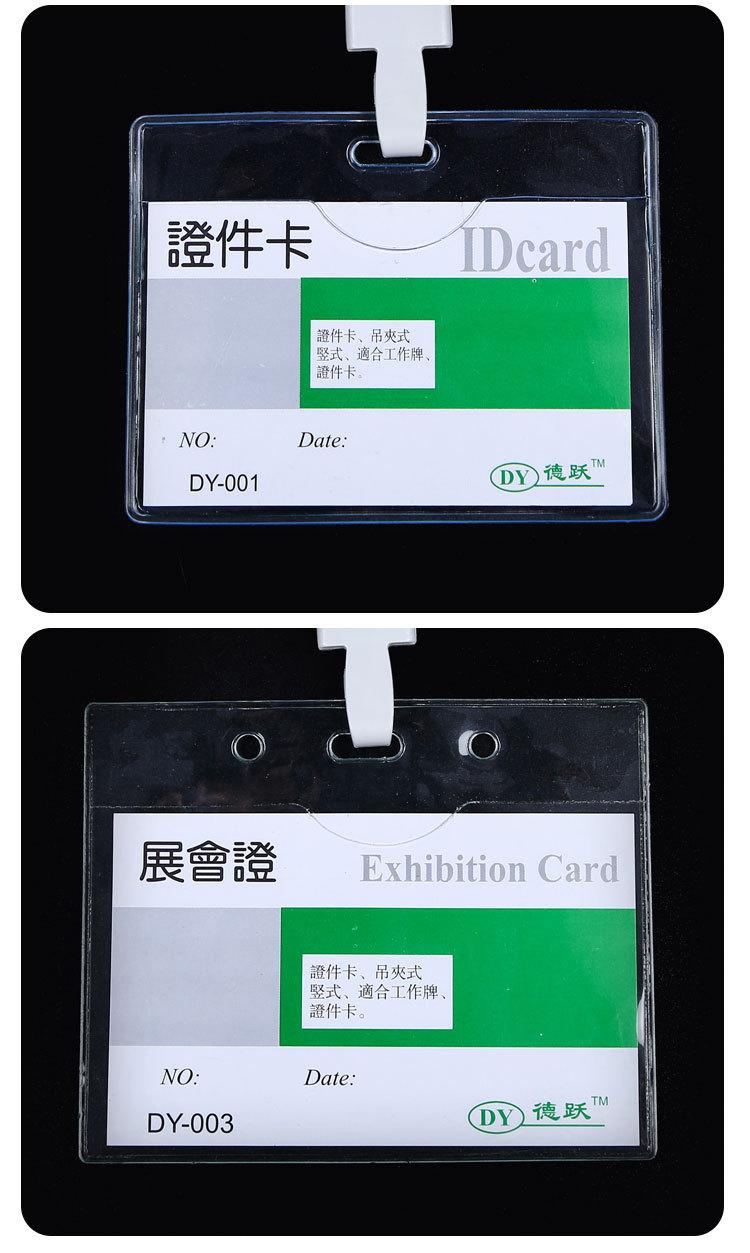 證件卡
IDcard
證件卡、吊夾式
竪式、適合工作牌、
證件卡。
NO:
Date:
DY-001
DY 德跃 TM
展會證
Exhibition Card
證件卡、吊夾式
竪式、適合工作牌、
證件卡。
NO:
Date:
DY-003
DY 德跃 TM